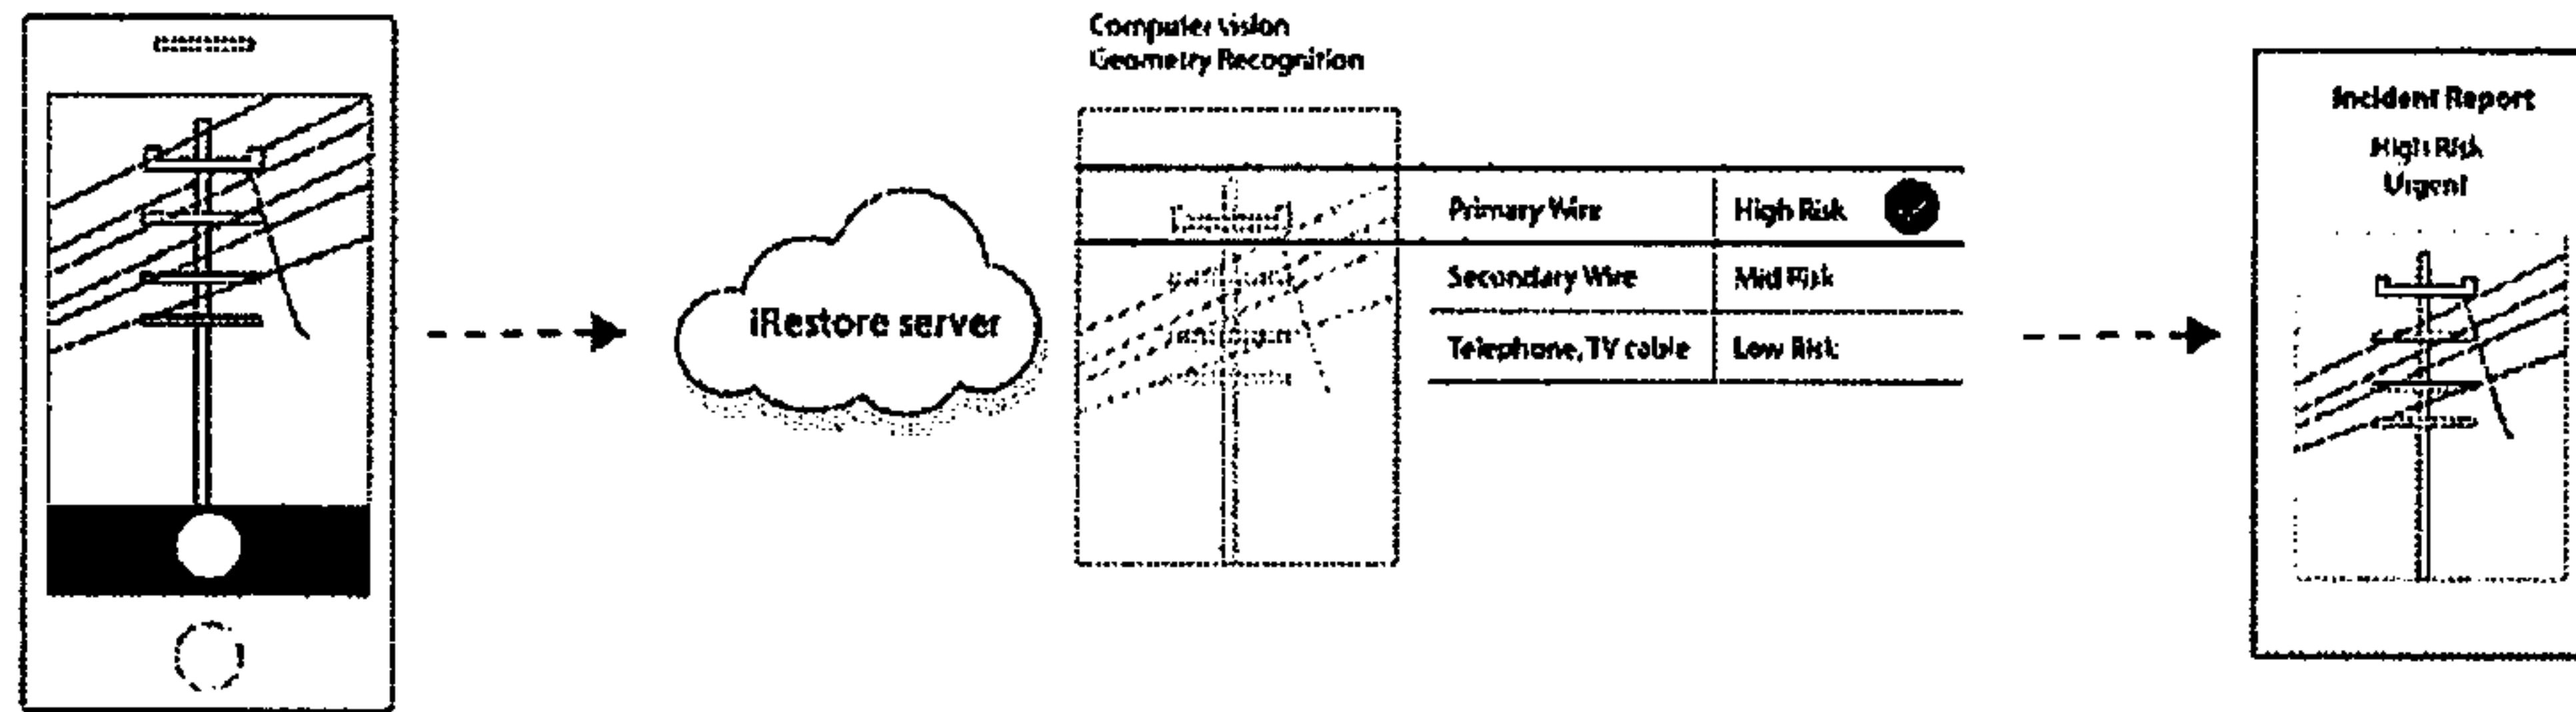 Computer vision
Geometry Recognition
iRestore server
Primary Wire High Risk
Secondary Wire Mid Risk
Telephone, TV cable Low Risk
Incident Report
High Risk
Urgent